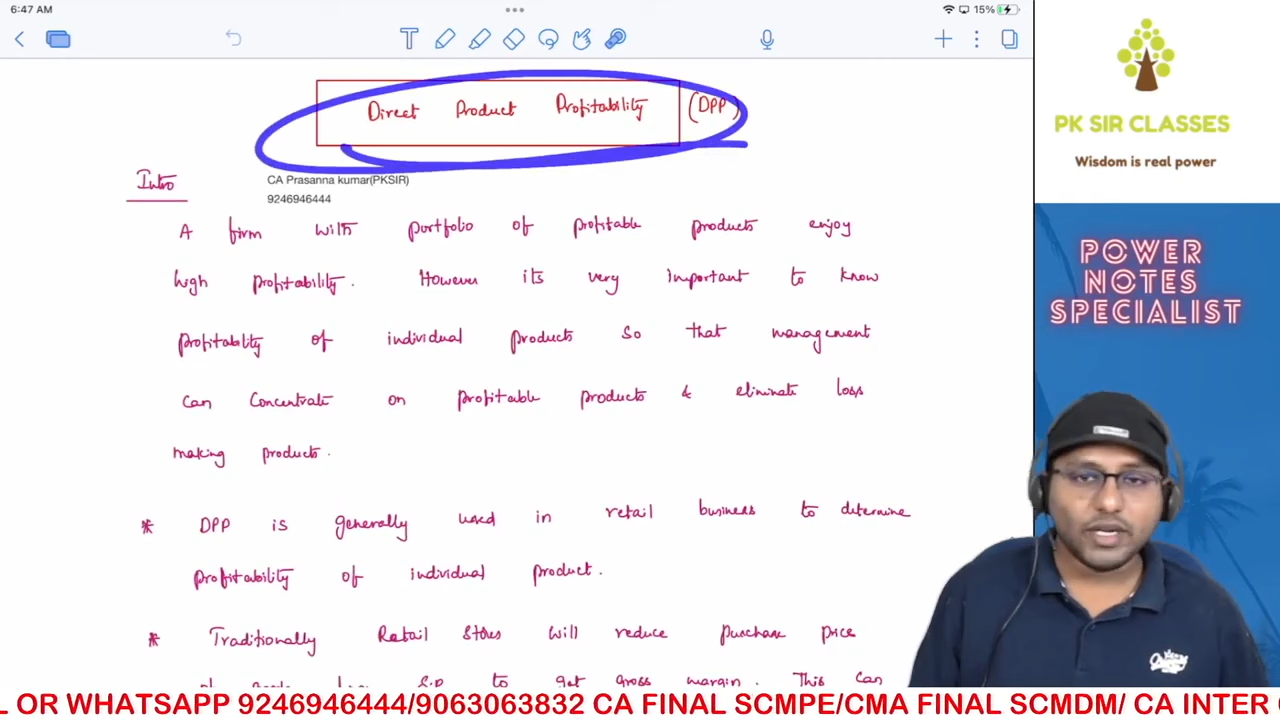 6:47 AM
15%
Direct Product Profitability (DPP)
CA Prasanna kumar(PKSIR)
9246946444
Intro
A firm with portfolio of profitable products enjoy
high profitability. However its very important to know
profitability of individual products so that management
can concentrate on profitable products & eliminate loss
making products.
* DPP is generally used in retail business to determine
profitability of individual product.
* Traditionally Retail Stores will reduce purchase price
of goods from S.P to get gross margin. This can
PK SIR CLASSES
Wisdom is real power
POWER
NOTES
SPECIALIST
L OR WHATSAPP 9246946444/9063063832 CA FINAL SCMPE/CMA FINAL SCMDM/ CA INTER